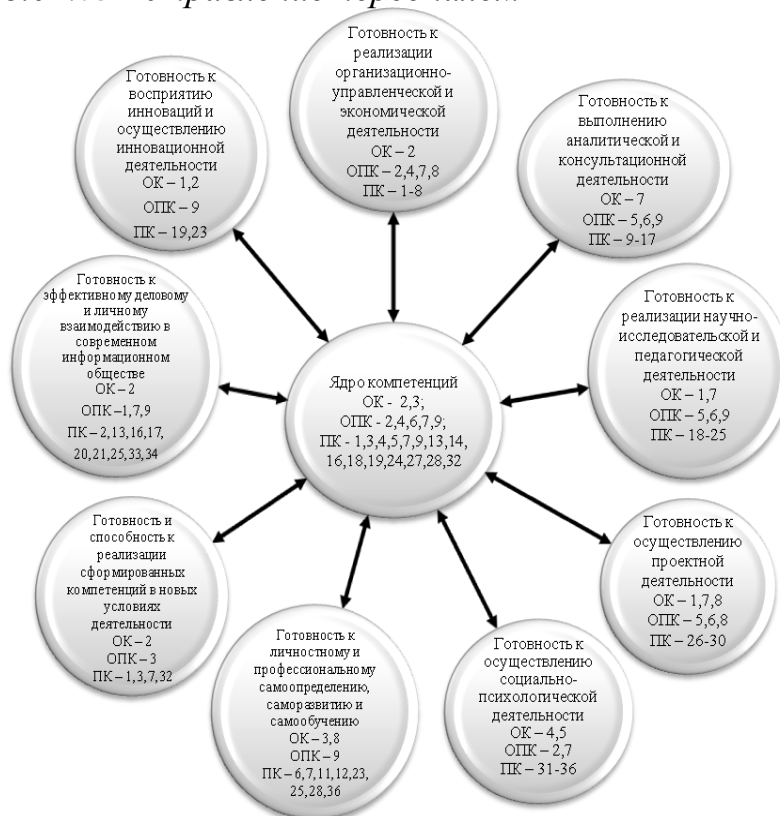 Готовность к
реализации
организационно-
управленческой и
экономической
деятельности
ОК – 2
ОПК – 2,4,7,8
ПК – 1-8
Готовность к
восприятию
инноваций и
осуществлению
инновационной
деятельности
ОК – 1,2
ОПК – 9
ПК – 19,23
Готовность к
выполнению
аналитической и
консультационной
деятельности
ОК – 7
ОПК – 5,6,9
ПК – 9-17
Готовность к
эффективному деловому
и личному
взаимодействию в
современном
информационном
обществе
ОК – 2
ОПК –1,7,9
ПК – 2,13,16,17,
20,21,25,33,34
Готовность к
реализации научно-
исследовательской и
педагогической
деятельности
ОК – 1,7
ОПК – 5,6,9
ПК – 18-25
Ядро компетенций
ОК - 2,3;
ОПК - 2,4,6,7,9;
ПК - 1,3,4,5,7,9,13,14,
16,18,19,24,27,28,32
Готовность и
способность к
реализации
сформированных
компетенций в новых
условиях
деятельности
ОК – 2
ОПК – 3
ПК – 1,3,7,32
Готовность к
осуществлению
проектной
деятельности
ОК – 1,7,8
ОПК – 5,6,8
ПК – 26-30
Готовность к
личностному и
профессиональному
самоопределению,
саморазвитию и
самообучению
ОК – 3,8
ОПК – 9
ПК – 6,7,11,12,23,
25,28,36
Готовность к
осуществлению
социально-
психологической
деятельности
ОК – 4,5
ОПК – 2,7
ПК – 31-36